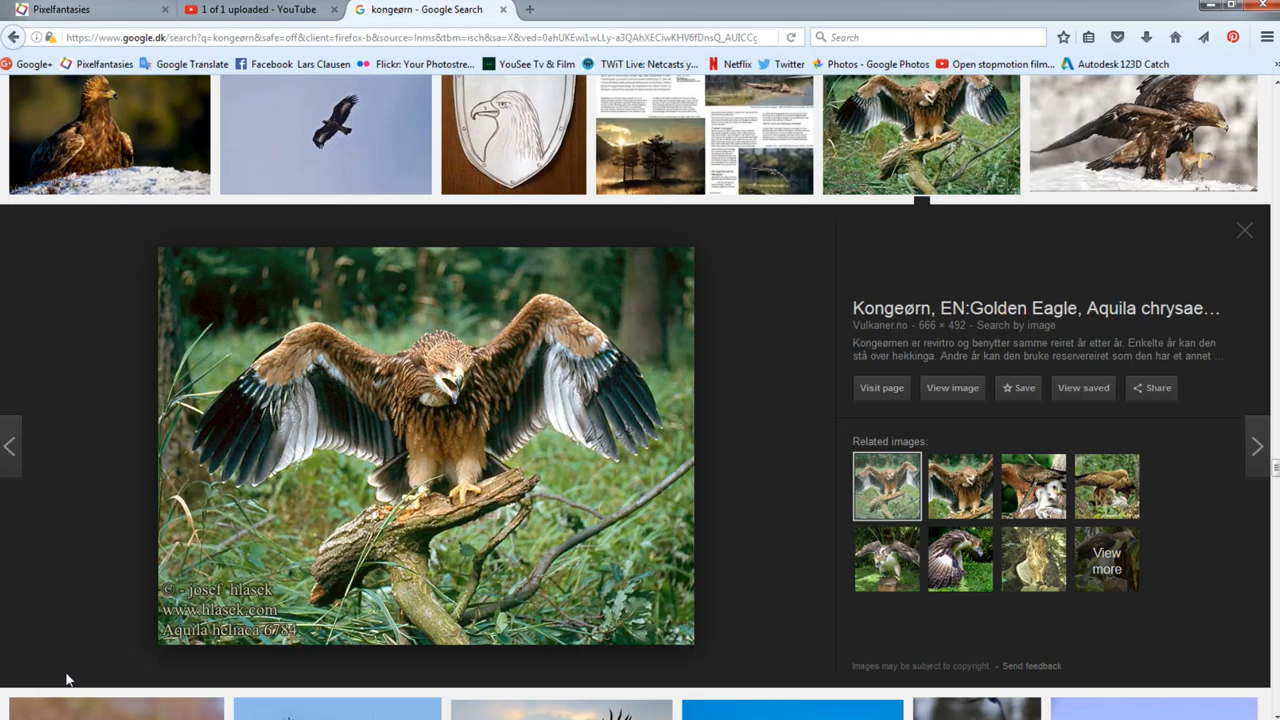 Pixelfantasies
1 of 1 uploaded - YouTube
kongeørn - Google Search
https://www.google.dk/search?q=kongeørn&safe=off&client=firefox-b&source=lnms&tbm=isch&sa=X&ved=0ahUKEwi1wLLy-a3QAhXECiwKHV6fDnsQ_AUICCg
Search
Google+
Pixelfantasies
Google Translate
Facebook Lars Clausen
Flickr: Your Photostre...
YouSee Tv & Film
TWiT Live: Netcasts y...
Netflix
Twitter
Photos - Google Photos
Open stopmotion film...
Autodesk 123D Catch
Kongeørn, EN:Golden Eagle, Aquila chrysae...
Vulkaner.no - 666 × 492 - Search by image
Kongeørnen er revirtro og benytter samme reiret år etter år. Enkelte år kan den
stå over hekkinga. Andre år kan den bruke reservereiret som den har et annet ...
Visit page
View image
Save
View saved
Share
Related images:
View
more
© - josef hlasek
www.hlasek.com
Aquila heliaca 6784
Images may be subject to copyright. - Send feedback